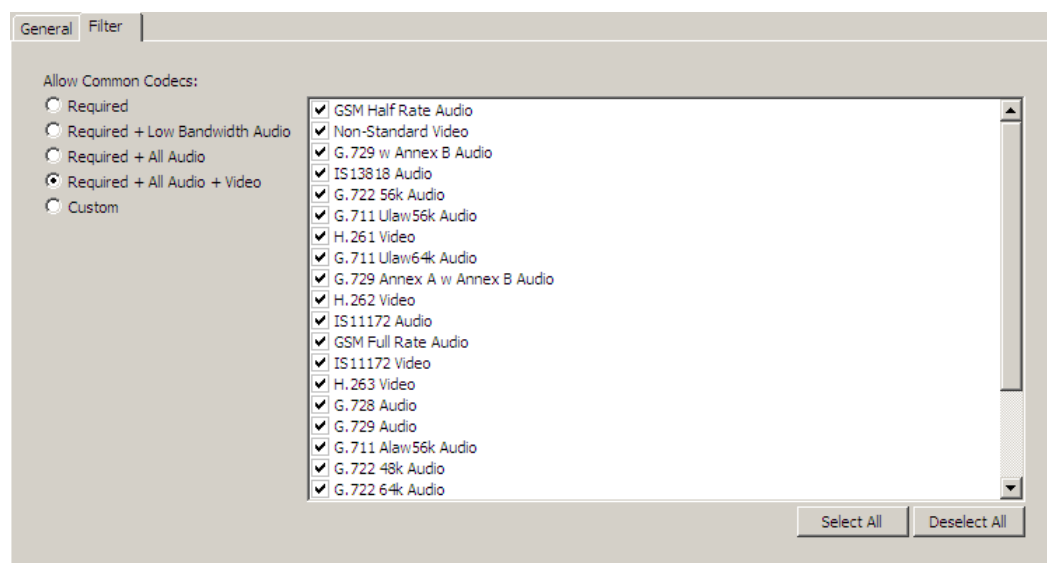 General Filter
Allow Common Codecs:
Required
Required + Low Bandwidth Audio
Required + All Audio
Required + All Audio + Video
Custom
GSM Half Rate Audio
Non-Standard Video
G.729 w Annex B Audio
IS13818 Audio
G.722 56k Audio
G.711 Ulaw56k Audio
H.261 Video
G.711 Ulaw64k Audio
G.729 Annex A w Annex B Audio
H.262 Video
IS11172 Audio
GSM Full Rate Audio
IS11172 Video
H.263 Video
G.728 Audio
G.729 Audio
G.711 Alaw56k Audio
G.722 48k Audio
G.722 64k Audio
Select All Deselect All